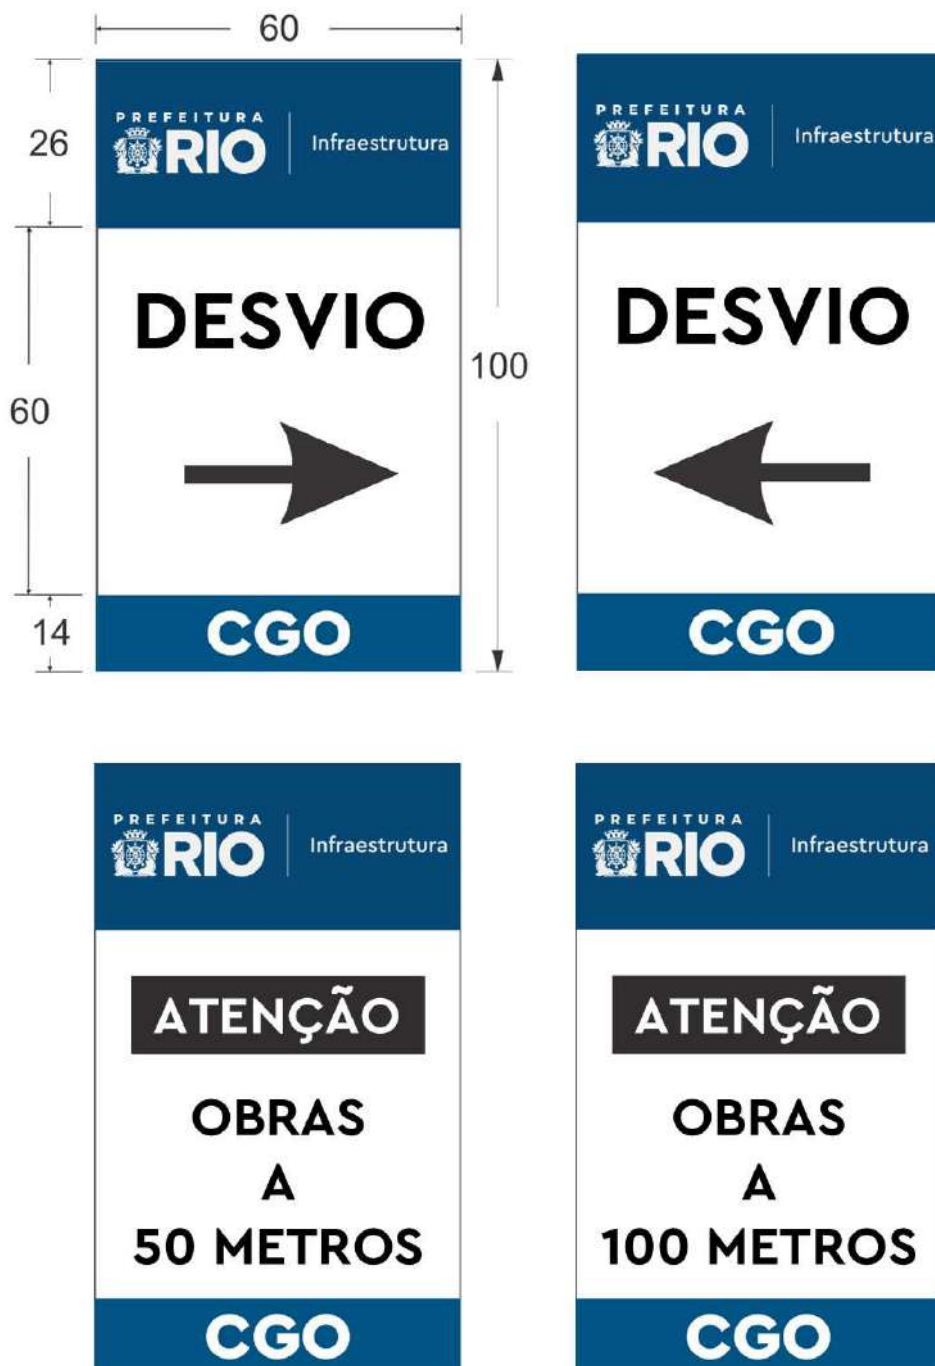 60
26
PREFEITURA
RIO
Infraestrutura
PREFEITURA
RIO
Infraestrutura
DESVIO
DESVIO
100
60
14
CGO
CGO
PREFEITURA
RIO
Infraestrutura
PREFEITURA
RIO
Infraestrutura
ATENÇÃO
OBRAS
A
50 METROS
CGO
ATENÇÃO
OBRAS
A
100 METROS
CGO